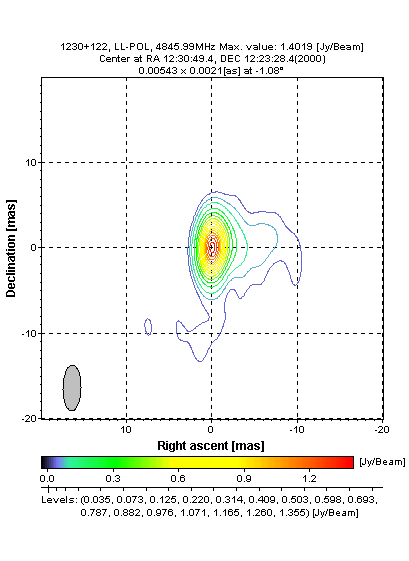 1230+122, LL-POL, 4845.99MHz Max. value: 1.4019 [Jy/Beam]
Center at RA 12:30:49.4, DEC 12:23:28.4(2000)
0.00543 x 0.0021[as] at -1.08°
Declination [mas]
10
0
-10
-20
10
0
-10
-20
Right ascent [mas]
[Jy/Beam]
0.0
0.3
0.6
0.9
1.2
Levels: (0.035, 0.073, 0.125, 0.220, 0.314, 0.409, 0.503, 0.598, 0.693,
0.787, 0.882, 0.976, 1.071, 1.165, 1.260, 1.355) [Jy/Beam]